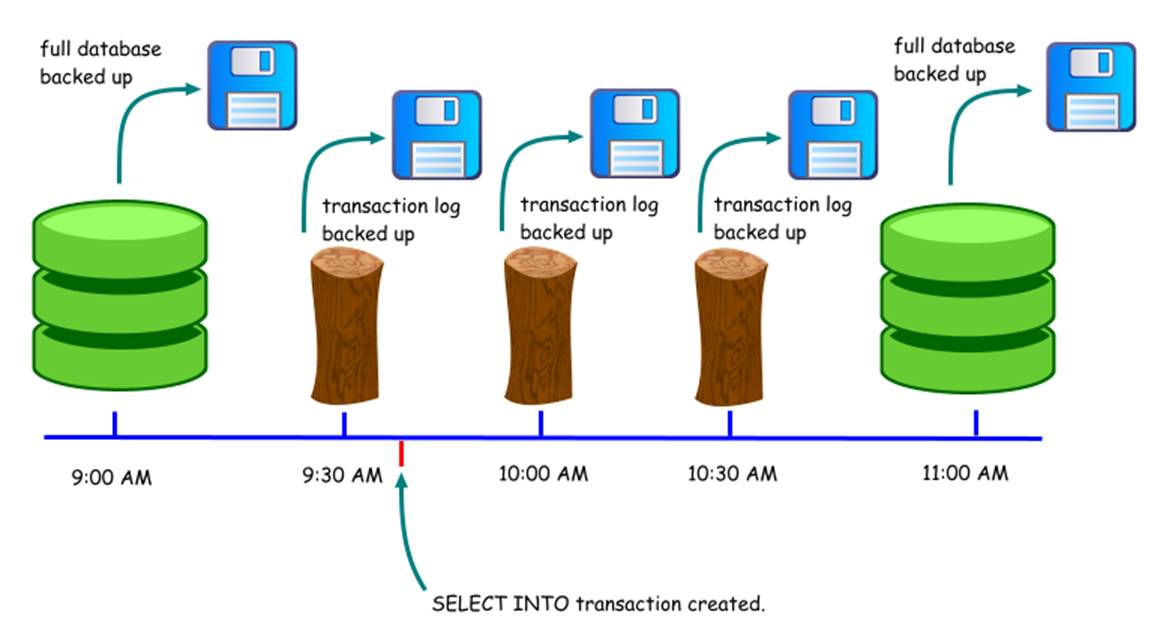 full database
backed up
full database
backed up
transaction log
backed up
transaction log
backed up
transaction log
backed up
9:00 AM
9:30 AM
10:00 AM
10:30 AM
11:00 AM
SELECT INTO transaction created.